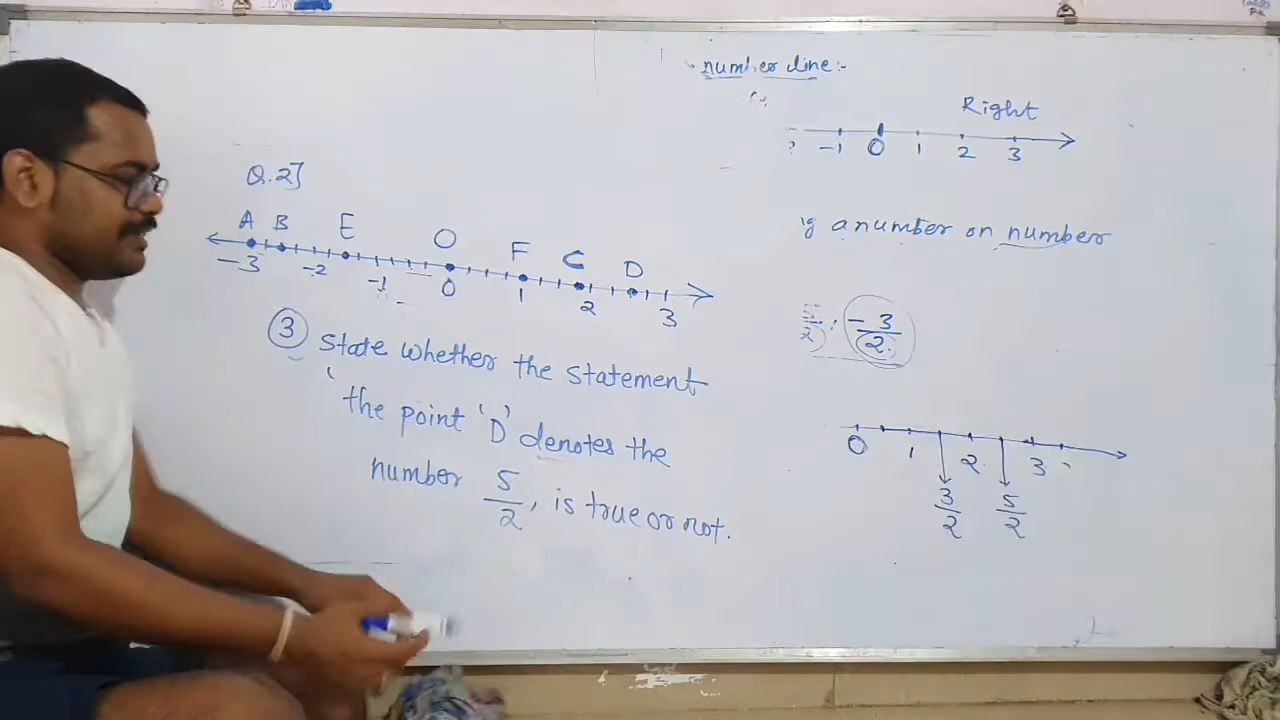 number line:-
Right
-1 0 1 2 3
Q.2]
A B E O F C D
-3 -2 -1 0 1 2 3
a number on number
-3/2
③ State whether the statement
'the point 'D' denotes the
number 5/2, is true or not.
0 1 2 3
3/2 5/2